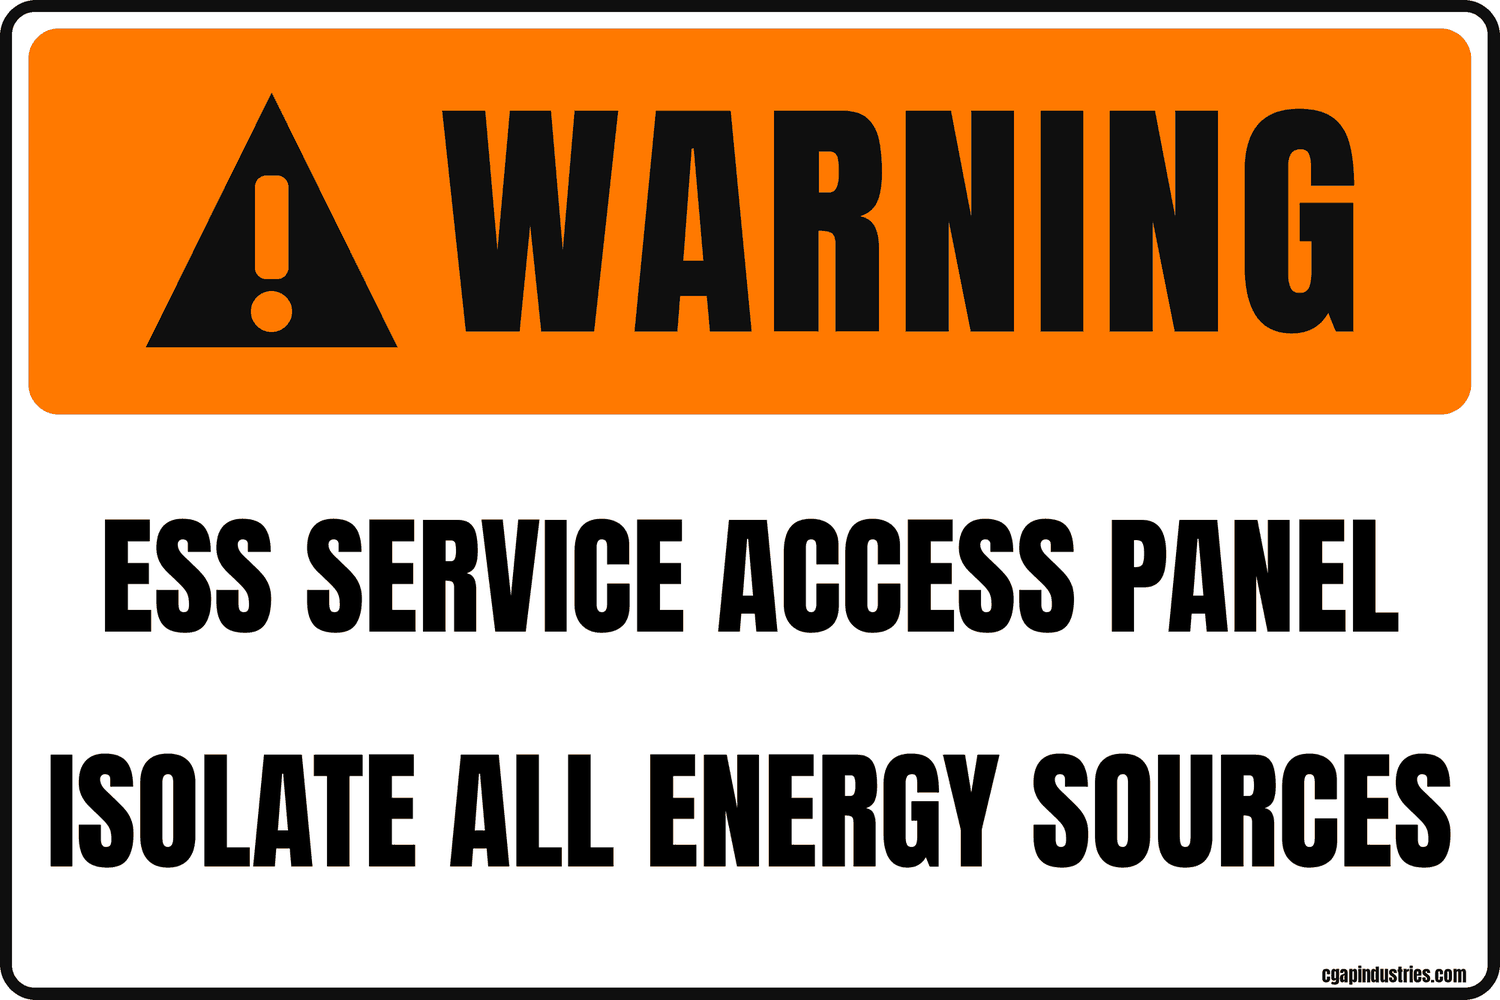 WARNING
ESS SERVICE ACCESS PANEL
ISOLATE ALL ENERGY SOURCES
cgapindustries.com